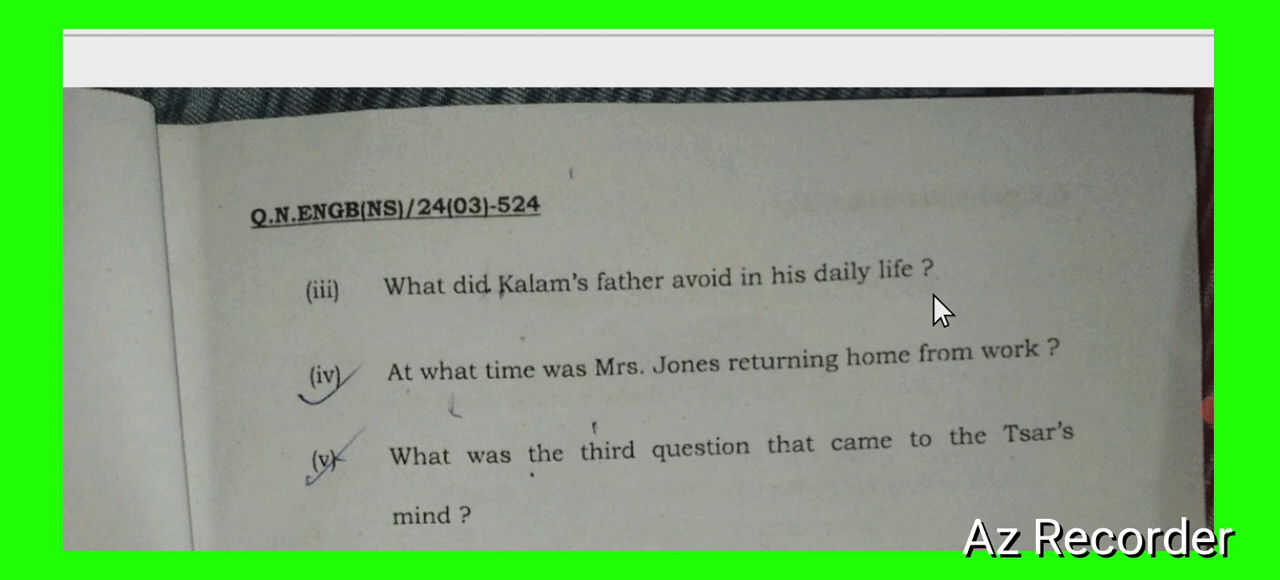 Q.N.ENGB(NS)/24(03)-524
(iii) What did Kalam's father avoid in his daily life ?
(iv) At what time was Mrs. Jones returning home from work ?
(v) What was the third question that came to the Tsar's
mind ?
Az Recorder